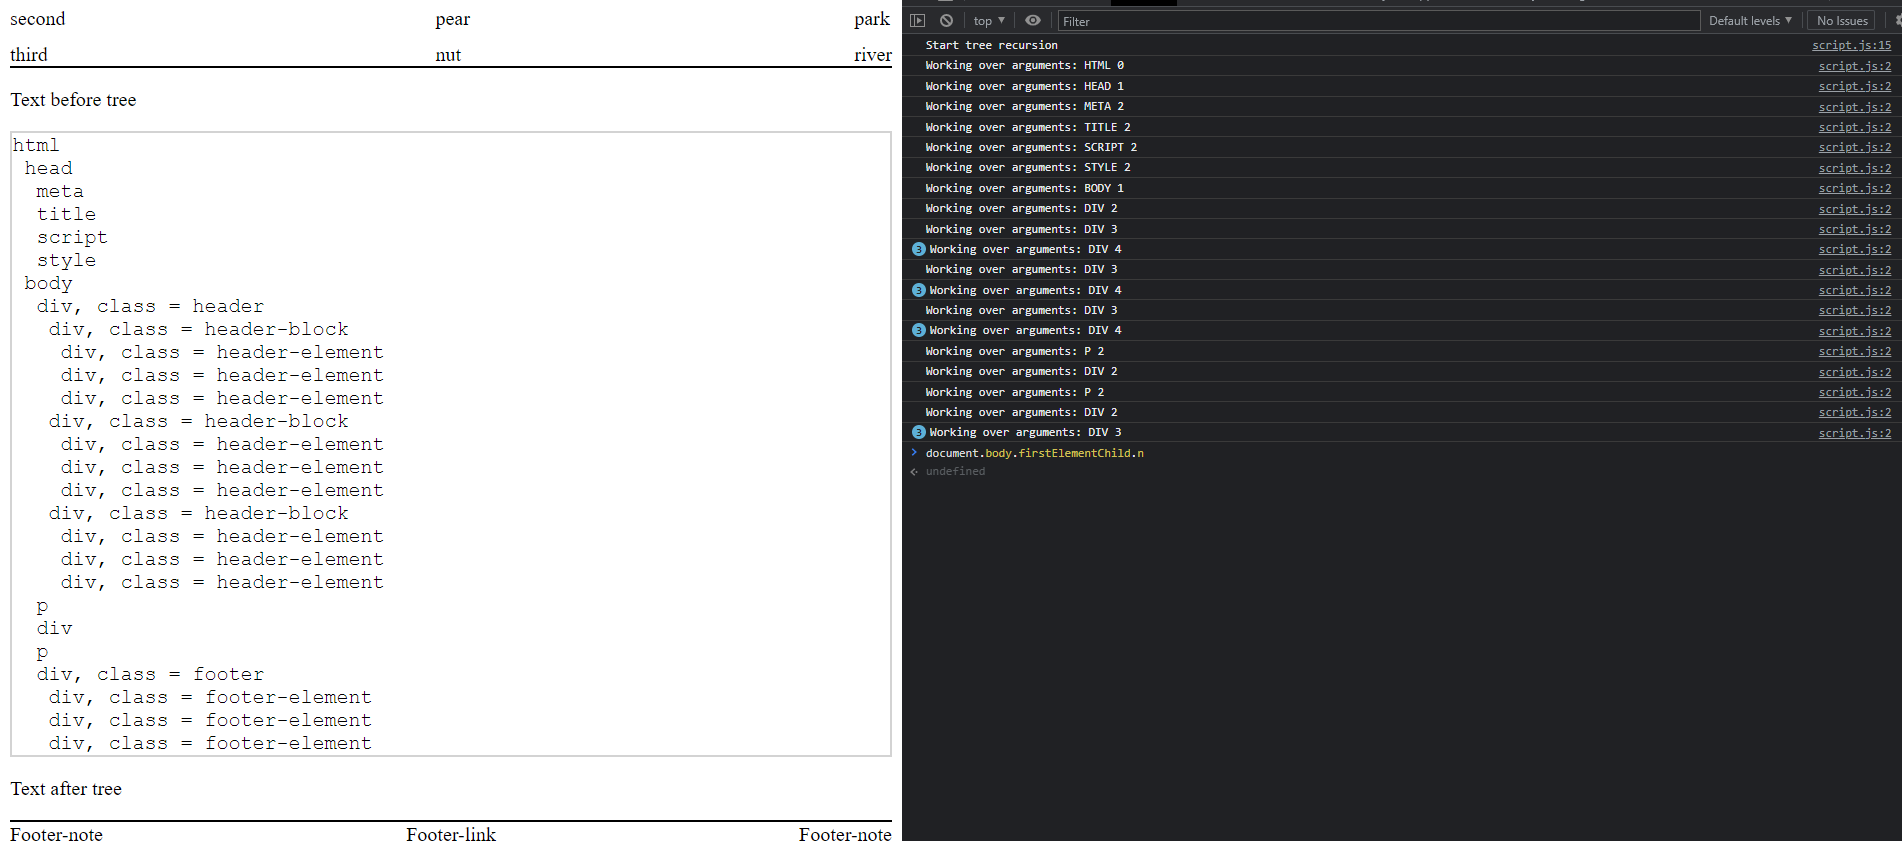 second pear park
third nut river
Text before tree
html
head
meta
title
script
style
body
div, class = header
div, class = header-block
div, class = header-element
div, class = header-element
div, class = header-element
div, class = header-block
div, class = header-element
div, class = header-element
div, class = header-element
div, class = header-block
div, class = header-element
div, class = header-element
div, class = header-element
p
div
p
div, class = footer
div, class = footer-element
div, class = footer-element
div, class = footer-element
Text after tree
Footer-note Footer-link Footer-note
top Filter Default levels No Issues
Start tree recursion script.js:15
Working over arguments: HTML 0 script.js:2
Working over arguments: HEAD 1 script.js:2
Working over arguments: META 2 script.js:2
Working over arguments: TITLE 2 script.js:2
Working over arguments: SCRIPT 2 script.js:2
Working over arguments: STYLE 2 script.js:2
Working over arguments: BODY 1 script.js:2
Working over arguments: DIV 2 script.js:2
Working over arguments: DIV 3 script.js:2
3 Working over arguments: DIV 4 script.js:2
Working over arguments: DIV 3 script.js:2
3 Working over arguments: DIV 4 script.js:2
Working over arguments: DIV 3 script.js:2
3 Working over arguments: DIV 4 script.js:2
Working over arguments: P 2 script.js:2
Working over arguments: DIV 2 script.js:2
Working over arguments: P 2 script.js:2
Working over arguments: DIV 2 script.js:2
3 Working over arguments: DIV 3 script.js:2
> document.body.firstElementChild.n
undefined